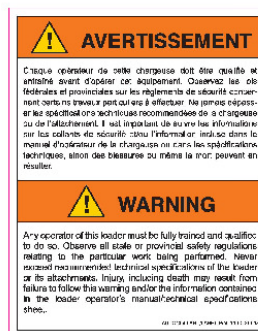 AVERTISSEMENT
Chaque opérateur de cette chargeuse doit être qualifié et
entraîné avant d'opérer cet équipement. Observez les lois
fédérales et provinciales sur les règlements de sécurité concer-
nant certains travaux particuliers à effectuer. Ne jamais dépass-
er les spécifications techniques recommandées de la chargeuse
ou de l'attachement. Il est important de suivre les informations
sur les collants de sécurité et/ou l'information incluse dans le
manuel d'opérateur de la chargeuse ou dans les spécifications
techniques, sinon des blessures ou même la mort peuvent en
résulter.
WARNING
Any operator of this loader must be fully trained and qualified
to do so. Observe all state or provincial safety regulations
relating to the particular work being performed. Never
exceed recommended technical specifications of the loader
or its attachments. Injury, including death may result from
failure to follow this warning and/or the information contained
in the loader operator's manual/technical specifications
sheet.